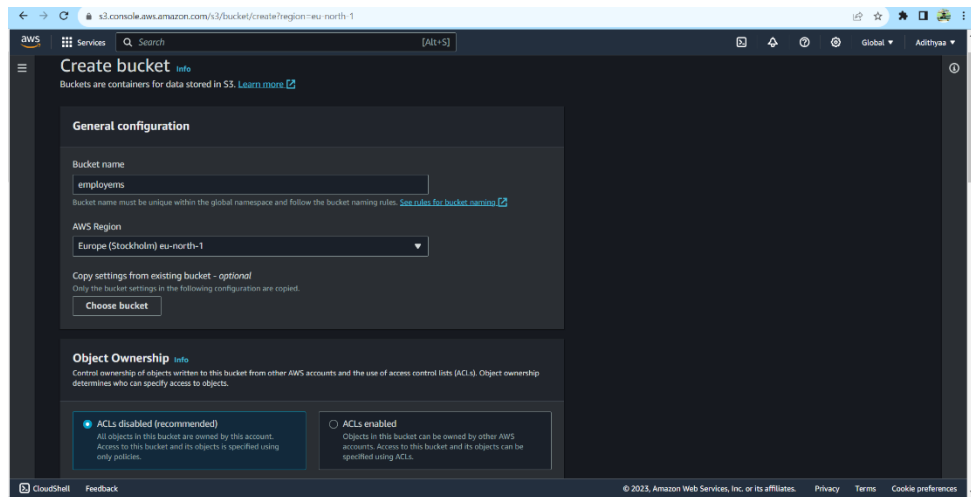 s3.console.aws.amazon.com/s3/bucket/create?region=eu-north-1
aws Services Search [Alt+S] Global Adithyaa
Create bucket Info
Buckets are containers for data stored in S3. Learn more
General configuration
Bucket name
employems
Bucket name must be unique within the global namespace and follow the bucket naming rules. See rules for bucket naming
AWS Region
Europe (Stockholm) eu-north-1
Copy settings from existing bucket - optional
Only the bucket settings in the following configuration are copied.
Choose bucket
Object Ownership Info
Control ownership of objects written to this bucket from other AWS accounts and the use of access control lists (ACLs). Object ownership
determines who can specify access to objects.
ACLs disabled (recommended)
All objects in this bucket are owned by this account.
Access to this bucket and its objects is specified using
only policies.
ACLs enabled
Objects in this bucket can be owned by other AWS
accounts. Access to this bucket and its objects can be
specified using ACLs.
CloudShell Feedback © 2023, Amazon Web Services, Inc. or its affiliates. Privacy Terms Cookie preferences